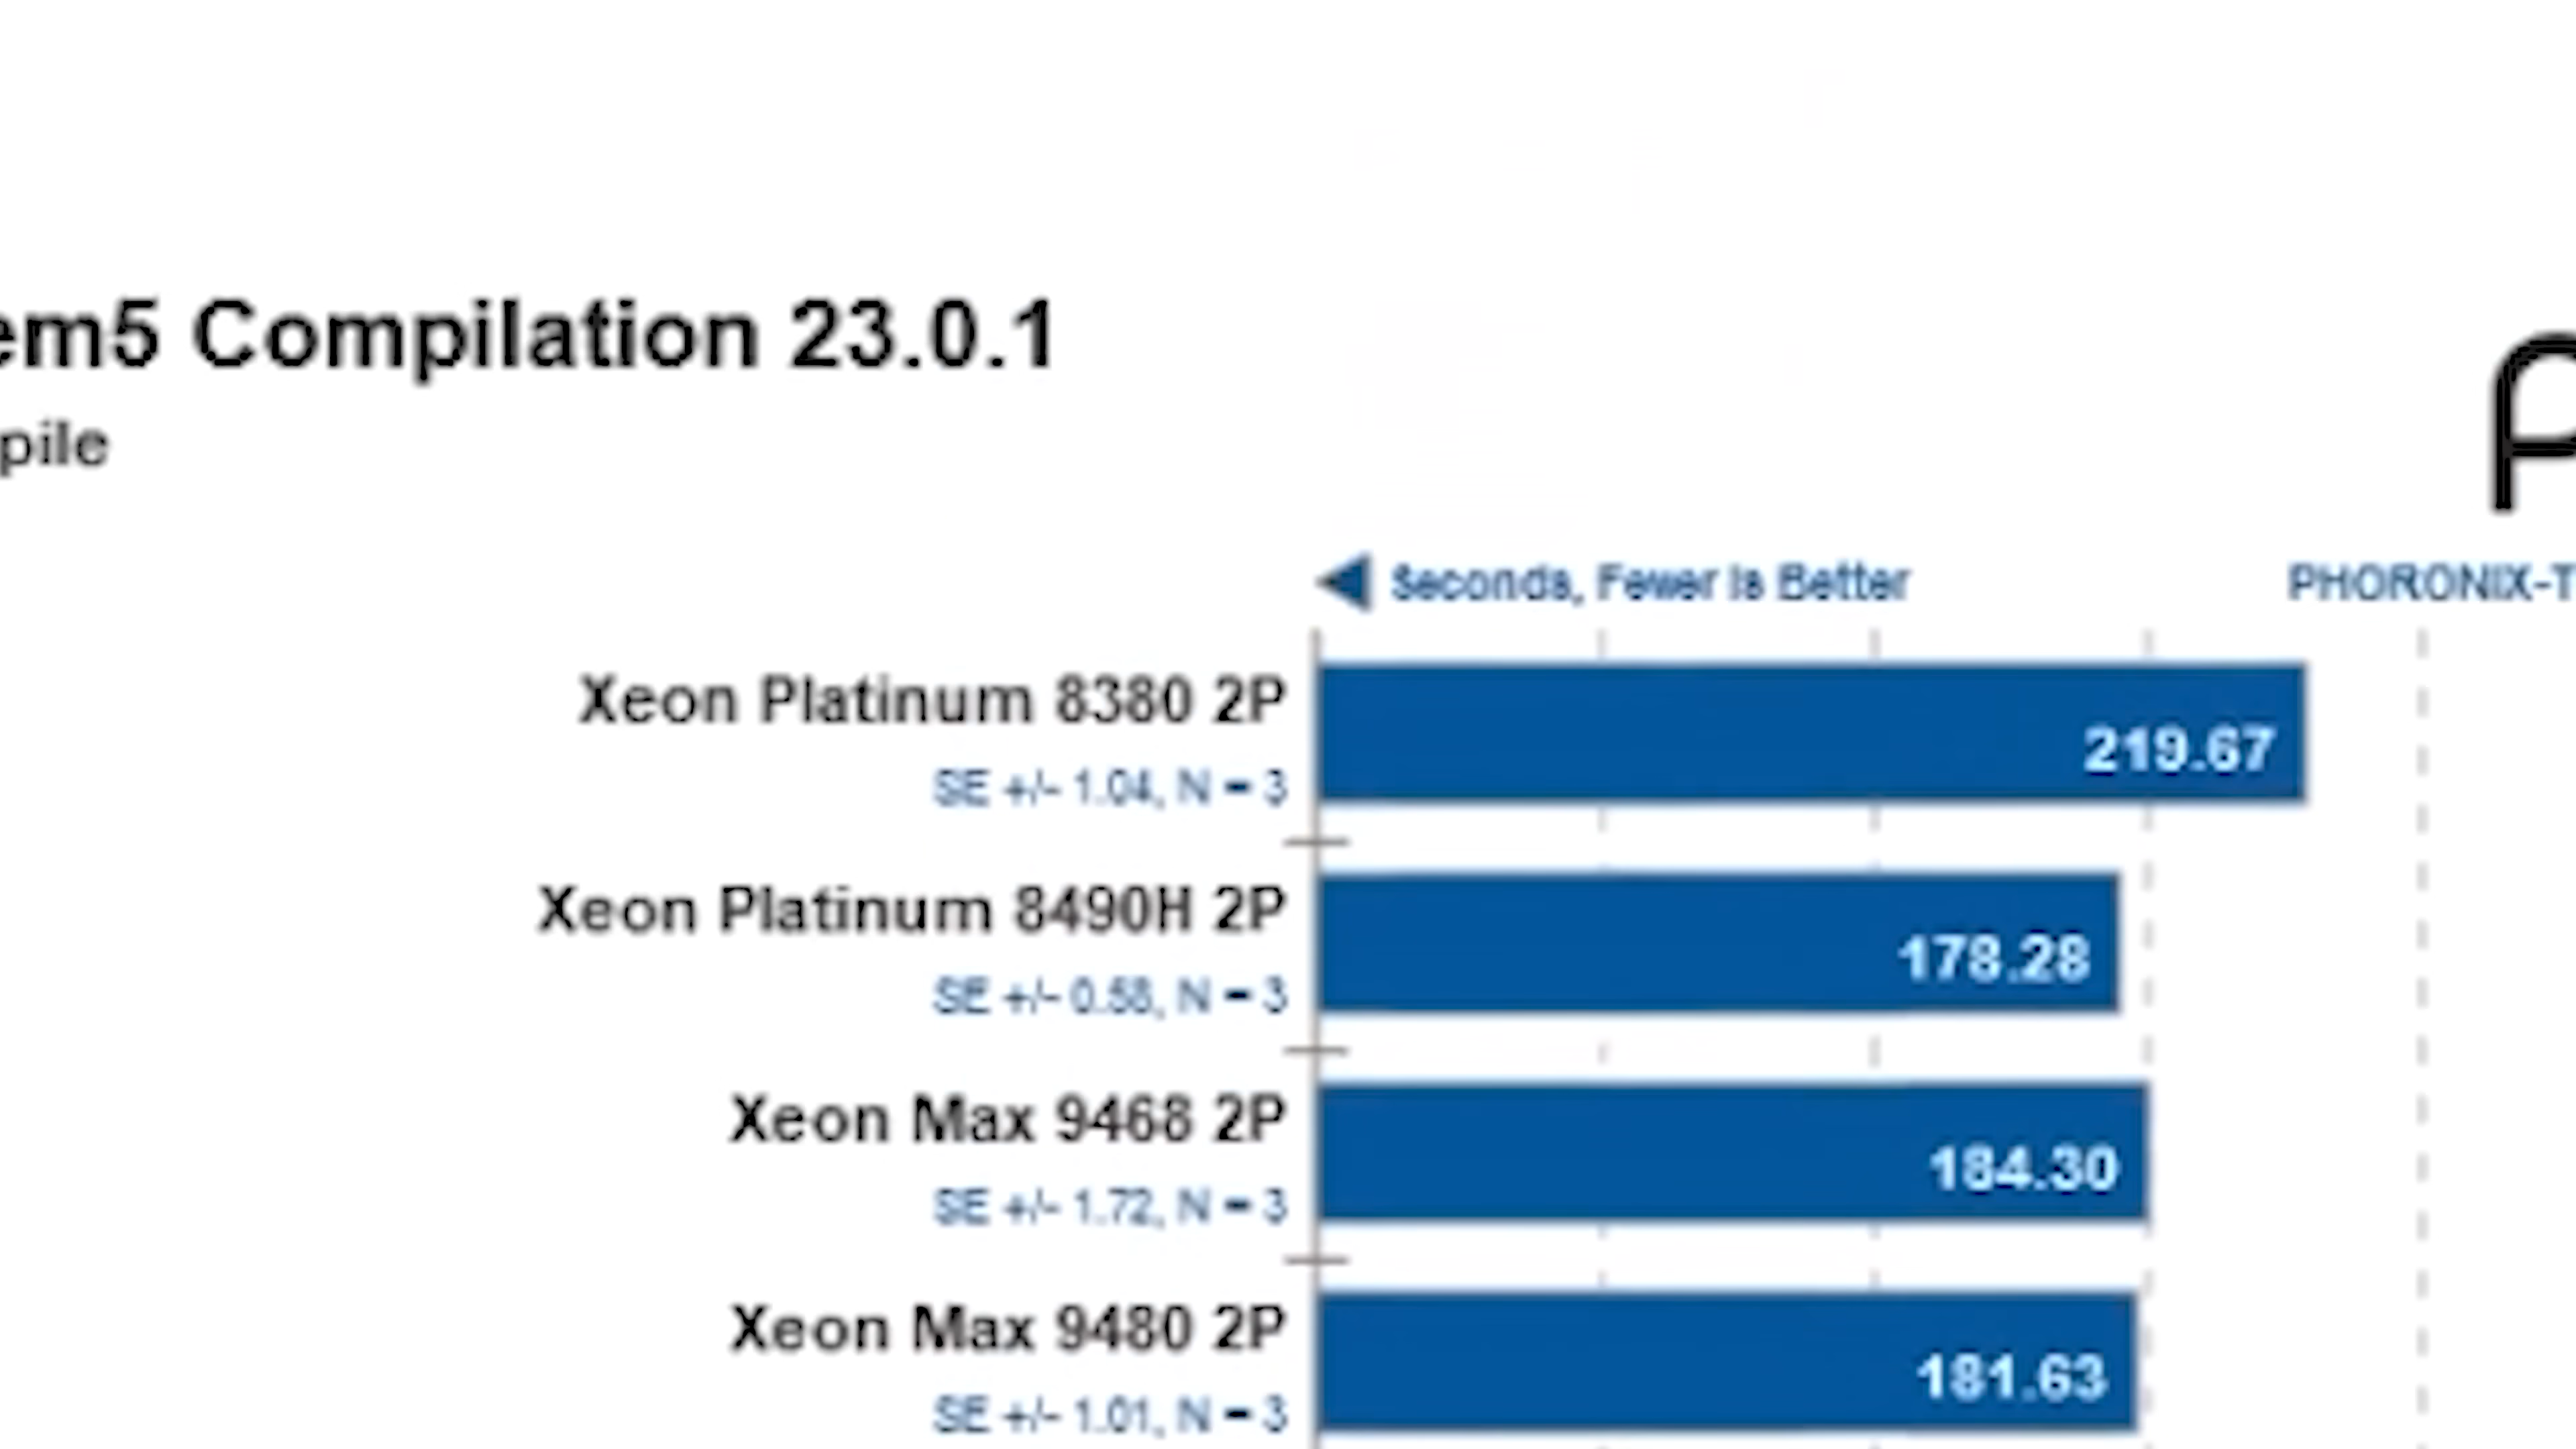 em5 Compilation 23.0.1
pile
Seconds, Fewer Is Better
PHORONIX-T
Xeon Platinum 8380 2P
219.67
SE +/- 1.04, N = 3
Xeon Platinum 8490H 2P
178.28
SE +/- 0.58, N = 3
Xeon Max 9468 2P
184.30
SE +/- 1.72, N = 3
Xeon Max 9480 2P
181.63
SE +/- 1.01, N = 3